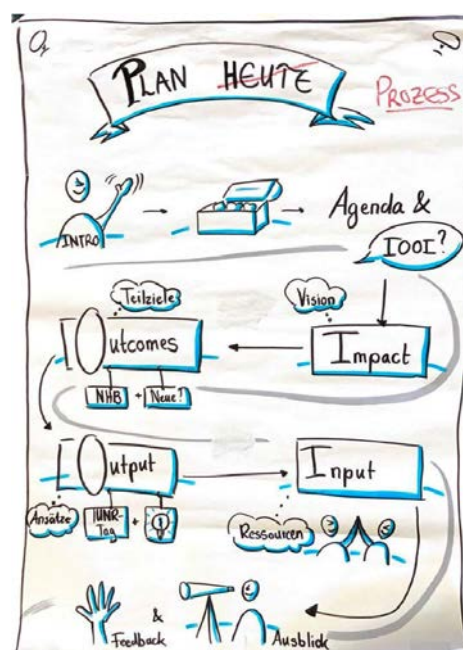 PLAN HEUTE
PROZESS
INTRO
Agenda &
IOOI?
Teilziele
Vision
Outcomes
Impact
NHB + Neue?
Output
Input
Ansätze
IUNR-Tag +
Ressourcen
&
Feedback
Ausblick